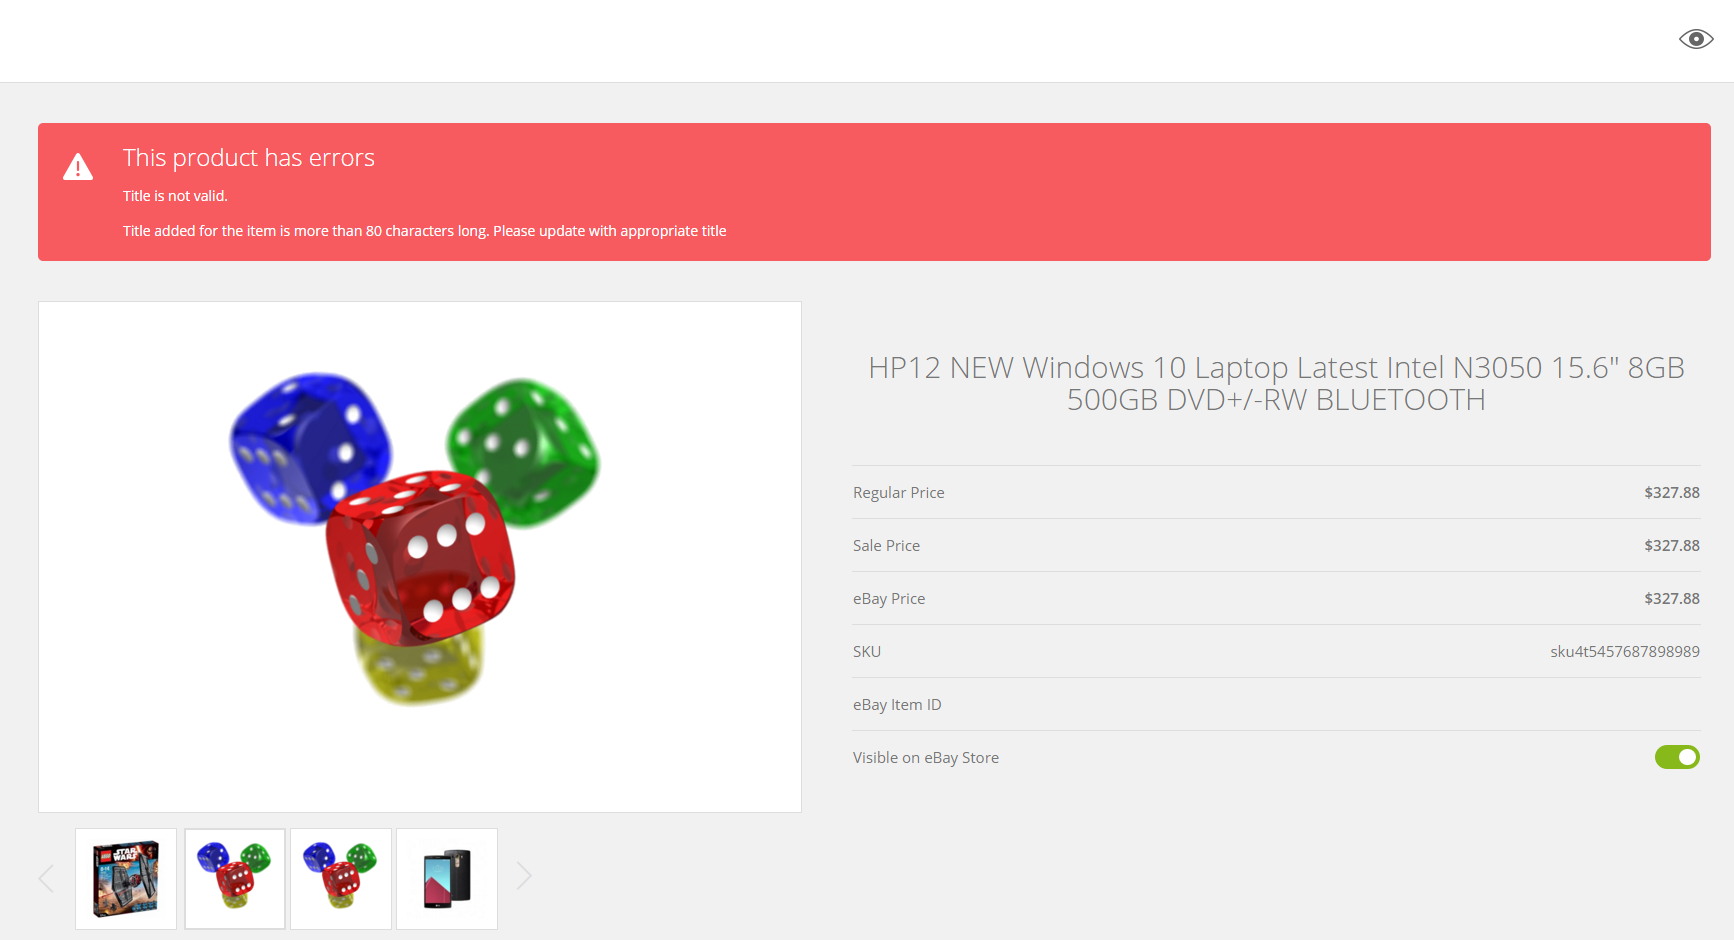 This product has errors
Title is not valid.
Title added for the item is more than 80 characters long. Please update with appropriate title
HP12 NEW Windows 10 Laptop Latest Intel N3050 15.6" 8GB
500GB DVD+/-RW BLUETOOTH
Regular Price $327.88
Sale Price $327.88
eBay Price $327.88
SKU sku4t5457687898989
eBay Item ID
Visible on eBay Store
LEGO STAR WARS